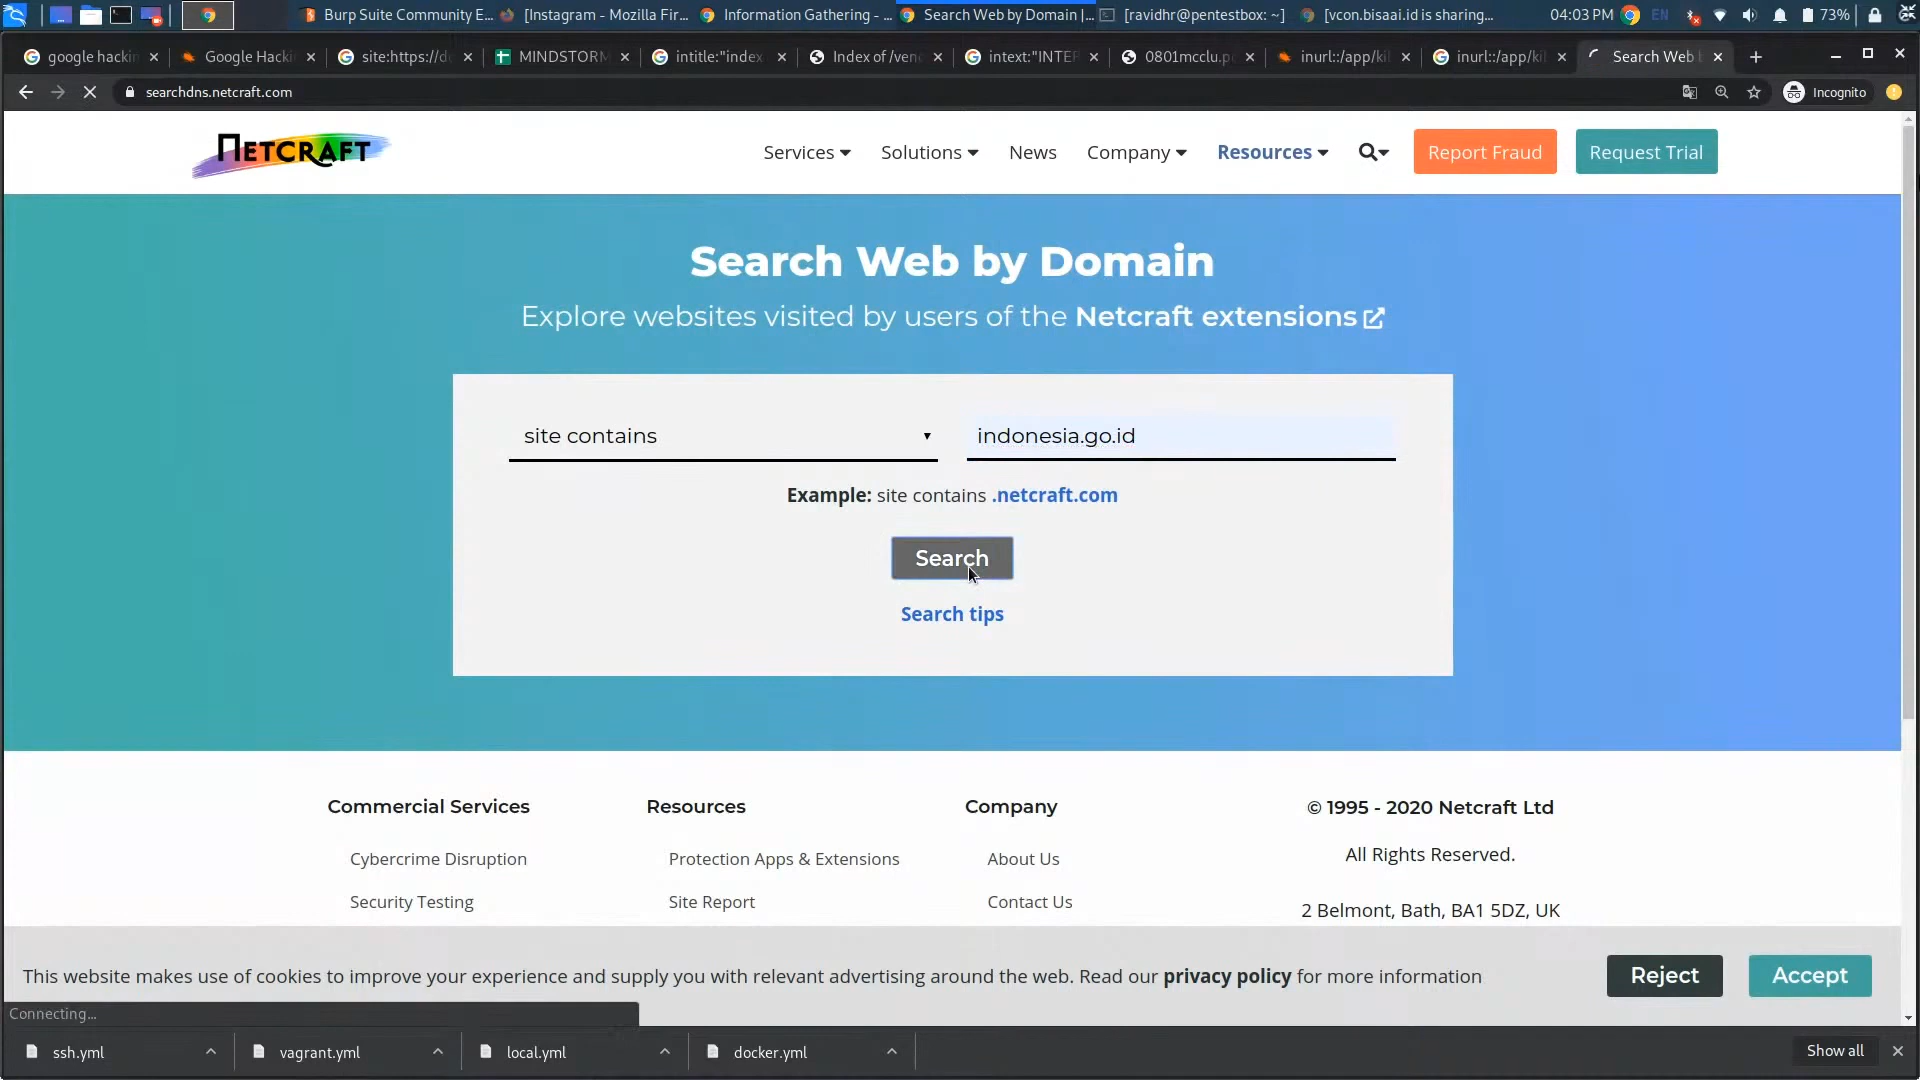 Burp Suite Community E... [Instagram - Mozilla Fir... Information Gathering - ... Search Web by Domain |... [ravidhr@pentestbox: ~] [vcon.bisaai.id is sharing... 04:03 PM EN 73%
google hackin Google Hacki site:https://d MINDSTORM intitle:"index Index of /ven intext:"INTER 0801mcclu.p inurl::/app/ki inurl::/app/ki Search Web
searchdns.netcraft.com Incognito
NETCRAFT Services Solutions News Company Resources Report Fraud Request Trial
Search Web by Domain
Explore websites visited by users of the Netcraft extensions
site contains indonesia.go.id
Example: site contains .netcraft.com
Search
Search tips
Commercial Services Resources Company © 1995 - 2020 Netcraft Ltd
Cybercrime Disruption Protection Apps & Extensions About Us All Rights Reserved.
Security Testing Site Report Contact Us 2 Belmont, Bath, BA1 5DZ, UK
This website makes use of cookies to improve your experience and supply you with relevant advertising around the web. Read our privacy policy for more information Reject Accept
Connecting...
ssh.yml vagrant.yml local.yml docker.yml Show all